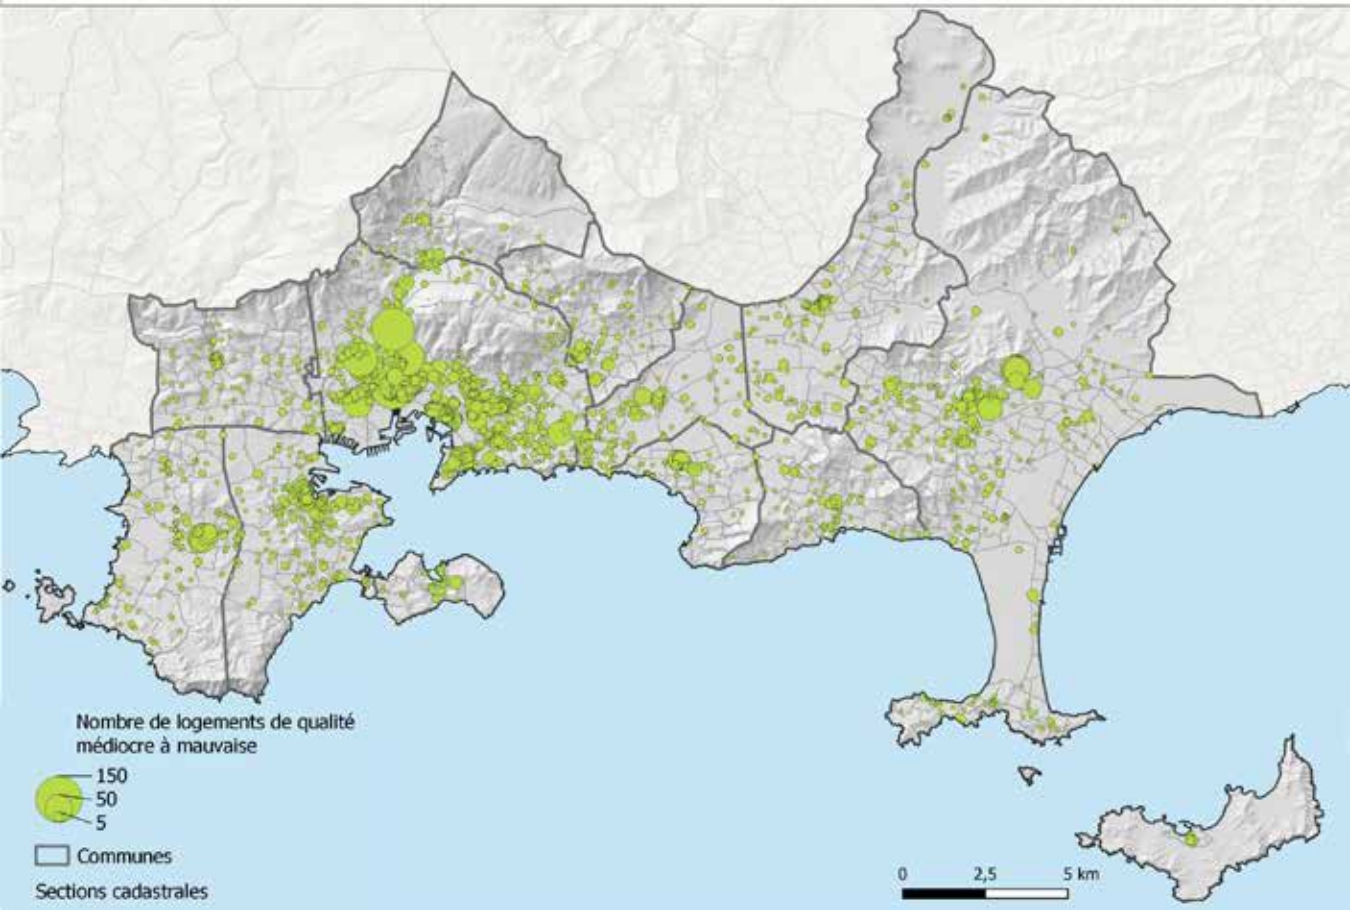 Nombre de logements de qualité
médiocre à mauvaise
150
50
5
Communes
Sections cadastrales
0 2,5 5 km